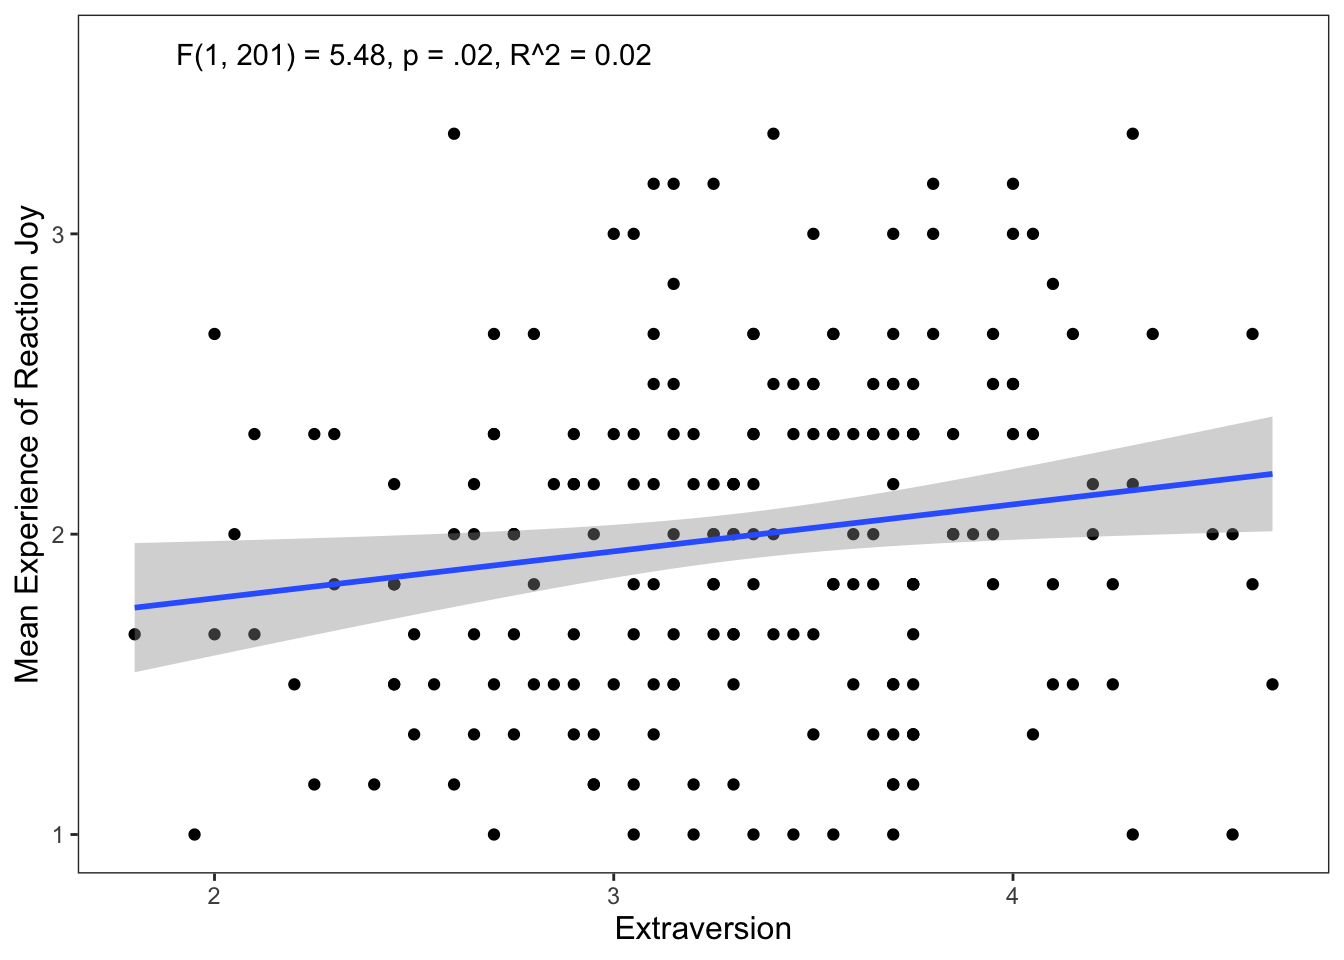 F(1, 201) = 5.48, p = .02, R^2 = 0.02
Mean Experience of Reaction Joy
3
2
1
2
3
4
Extraversion